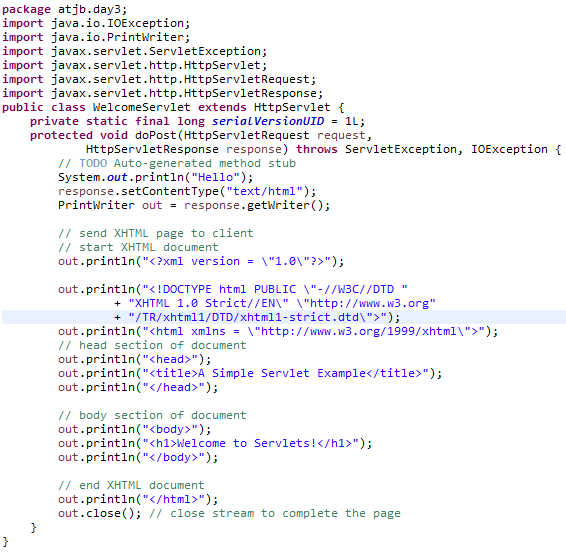 package atjb.day3;
import java.io.IOException;
import java.io.PrintWriter;
import javax.servlet.ServletException;
import javax.servlet.http.HttpServlet;
import javax.servlet.http.HttpServletRequest;
import javax.servlet.http.HttpServletResponse;
public class WelcomeServlet extends HttpServlet {
    private static final long serialVersionUID = 1L;
    protected void doPost(HttpServletRequest request,
            HttpServletResponse response) throws ServletException, IOException {
        // TODO Auto-generated method stub
        System.out.println("Hello");
        response.setContentType("text/html");
        PrintWriter out = response.getWriter();

        // send XHTML page to client
        // start XHTML document
        out.println("<?xml version = \"1.0\"?>");

        out.println("<!DOCTYPE html PUBLIC \"-//W3C//DTD "
                + "XHTML 1.0 Strict//EN\" \"http://www.w3.org"
                + "/TR/xhtml1/DTD/xhtml1-strict.dtd\">");
        out.println("<html xmlns = \"http://www.w3.org/1999/xhtml\">");
        // head section of document
        out.println("<head>");
        out.println("<title>A Simple Servlet Example</title>");
        out.println("</head>");

        // body section of document
        out.println("<body>");
        out.println("<h1>Welcome to Servlets!</h1>");
        out.println("</body>");

        // end XHTML document
        out.println("</html>");
        out.close(); // close stream to complete the page
    }
}